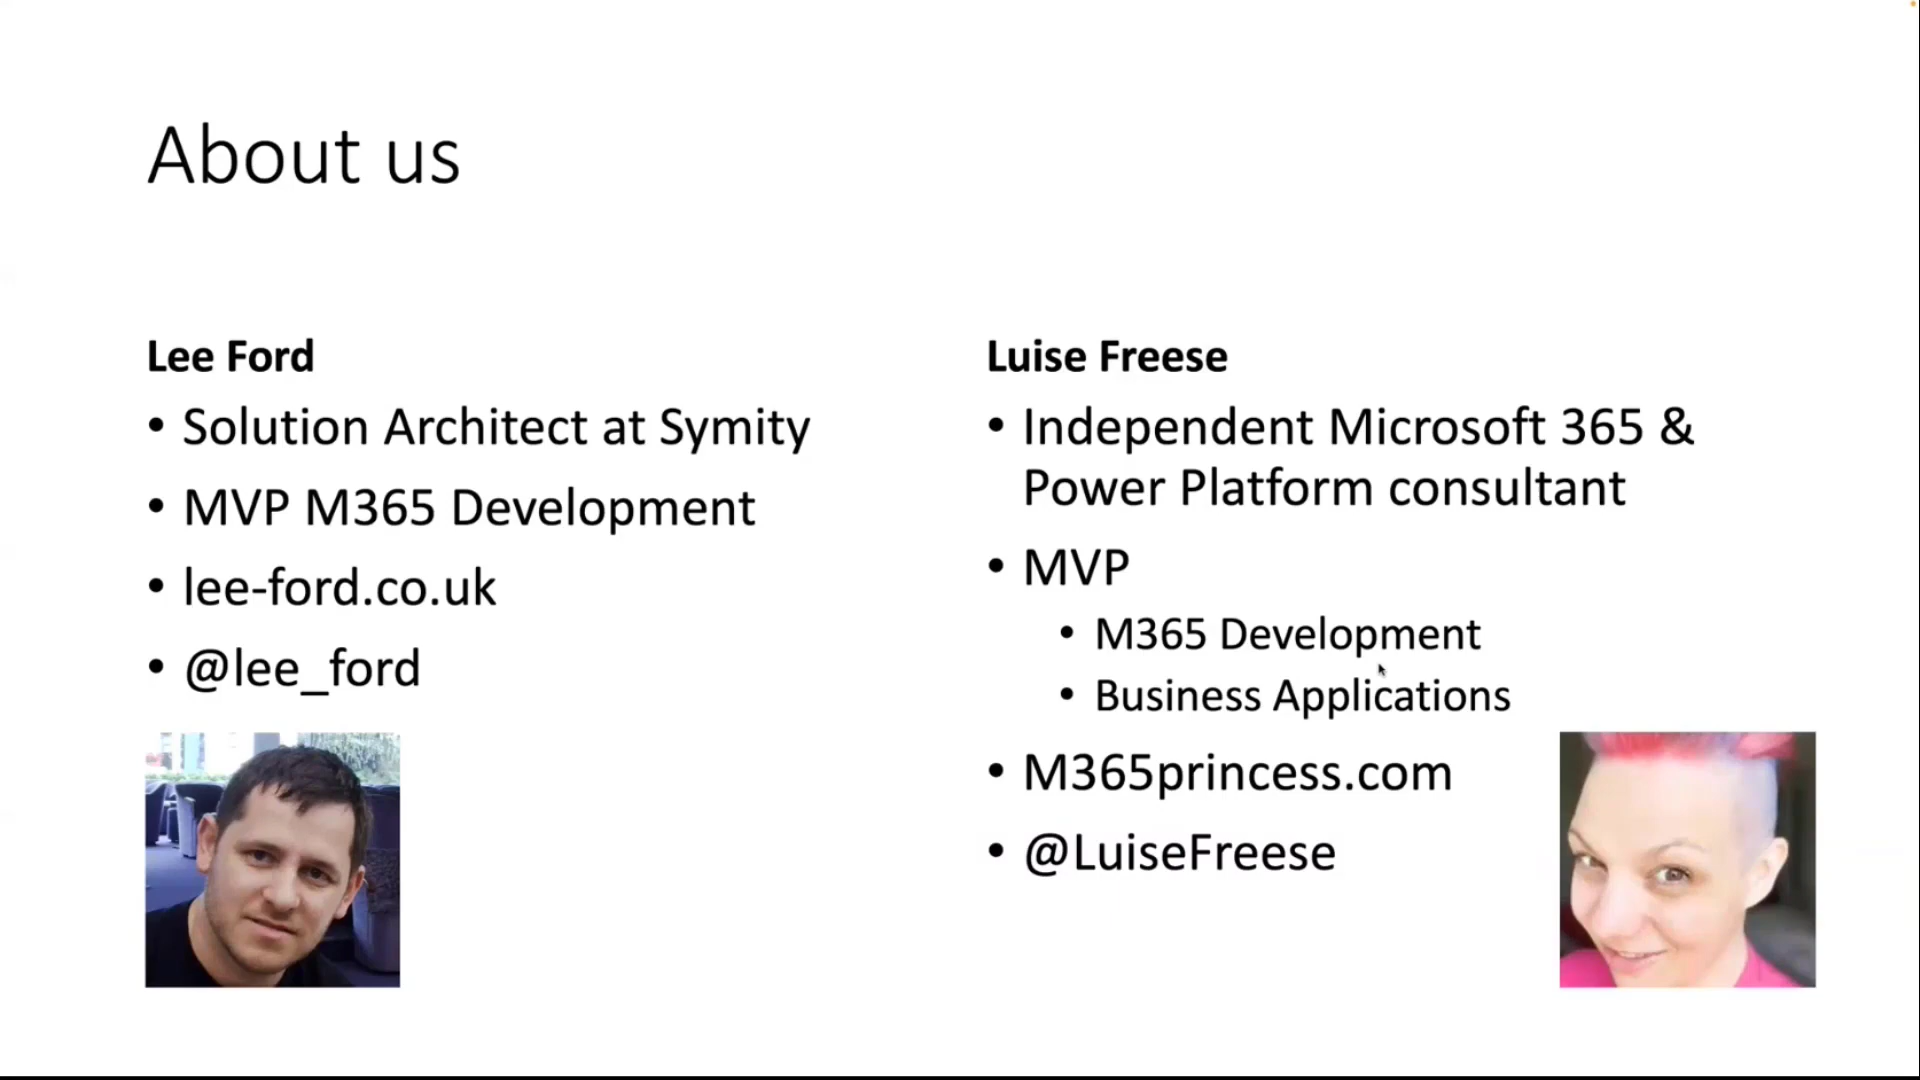 About us
Lee Ford
• Solution Architect at Symity
• MVP M365 Development
• lee-ford.co.uk
• @lee_ford
Luise Freese
• Independent Microsoft 365 &
Power Platform consultant
• MVP
• M365 Development
• Business Applications
• M365princess.com
• @LuiseFreese